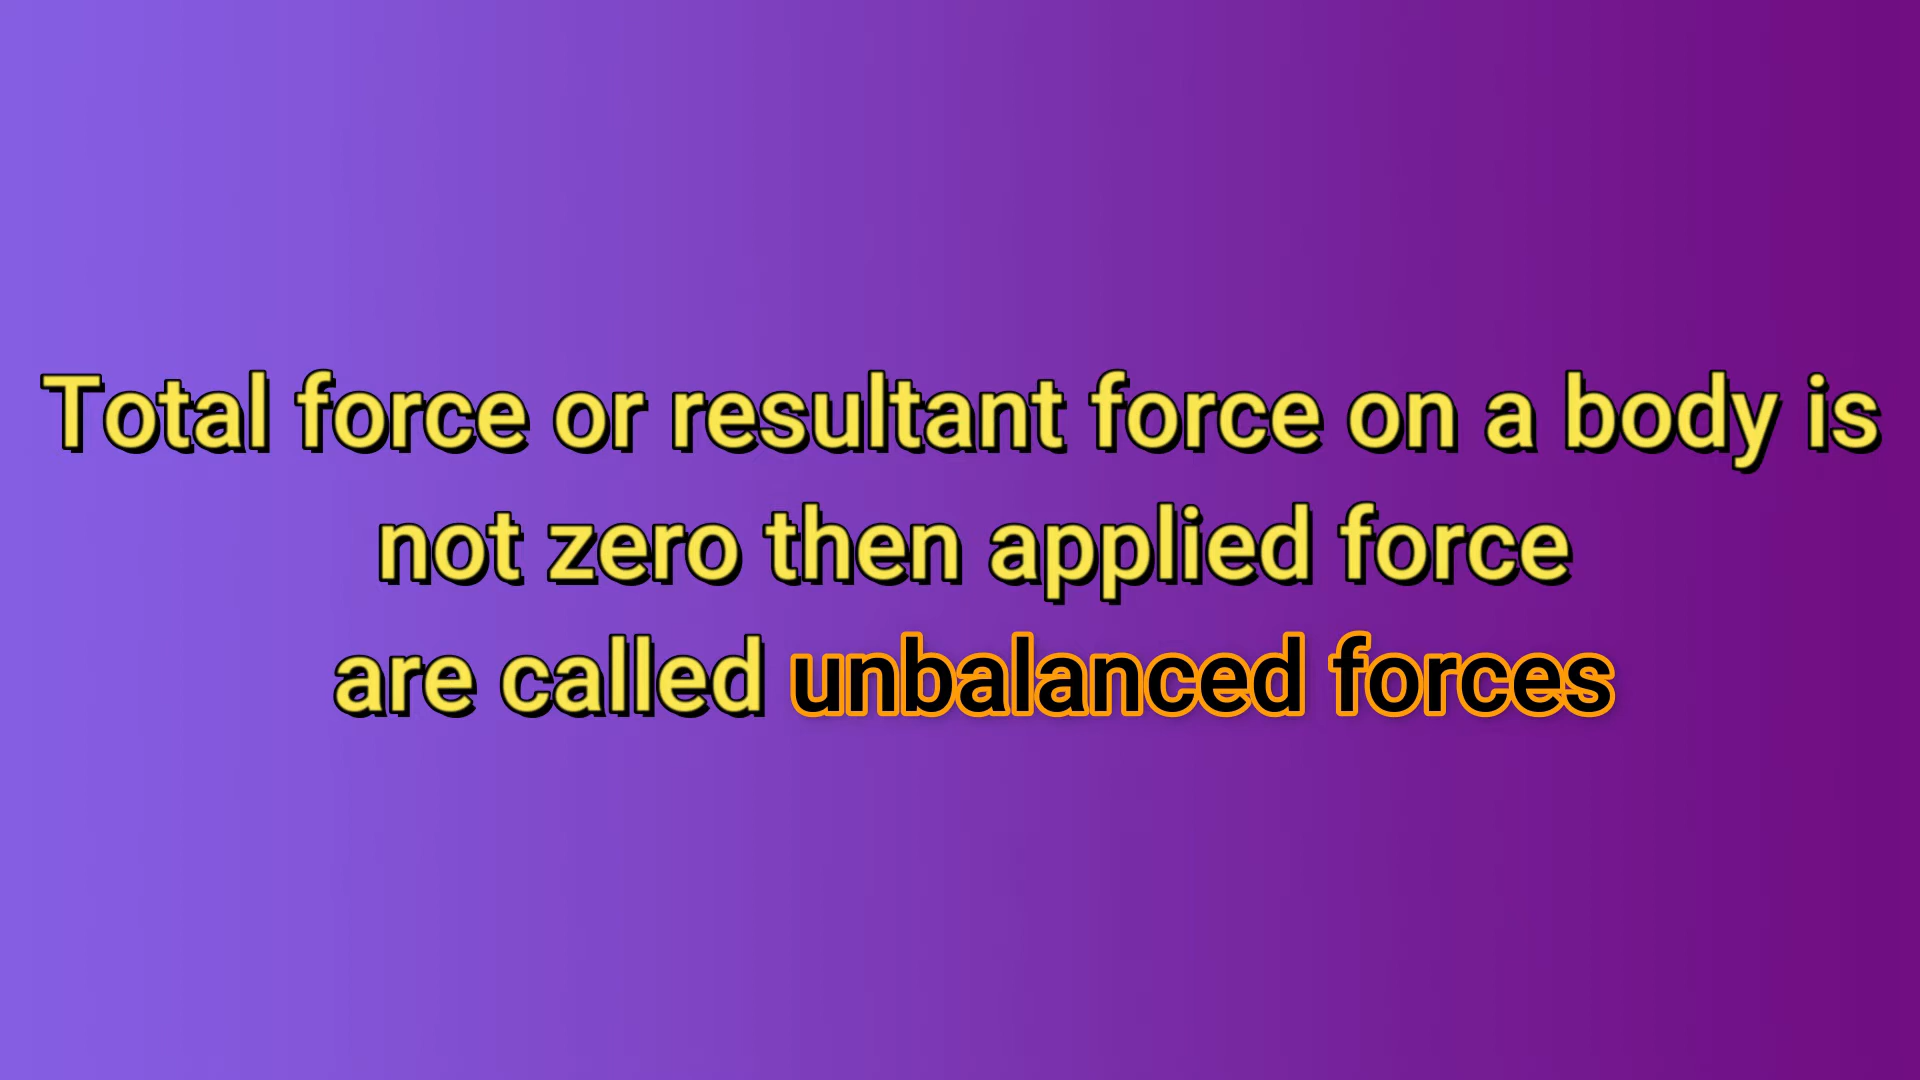 Total force or resultant force on a body is
not zero then applied force
are called unbalanced forces